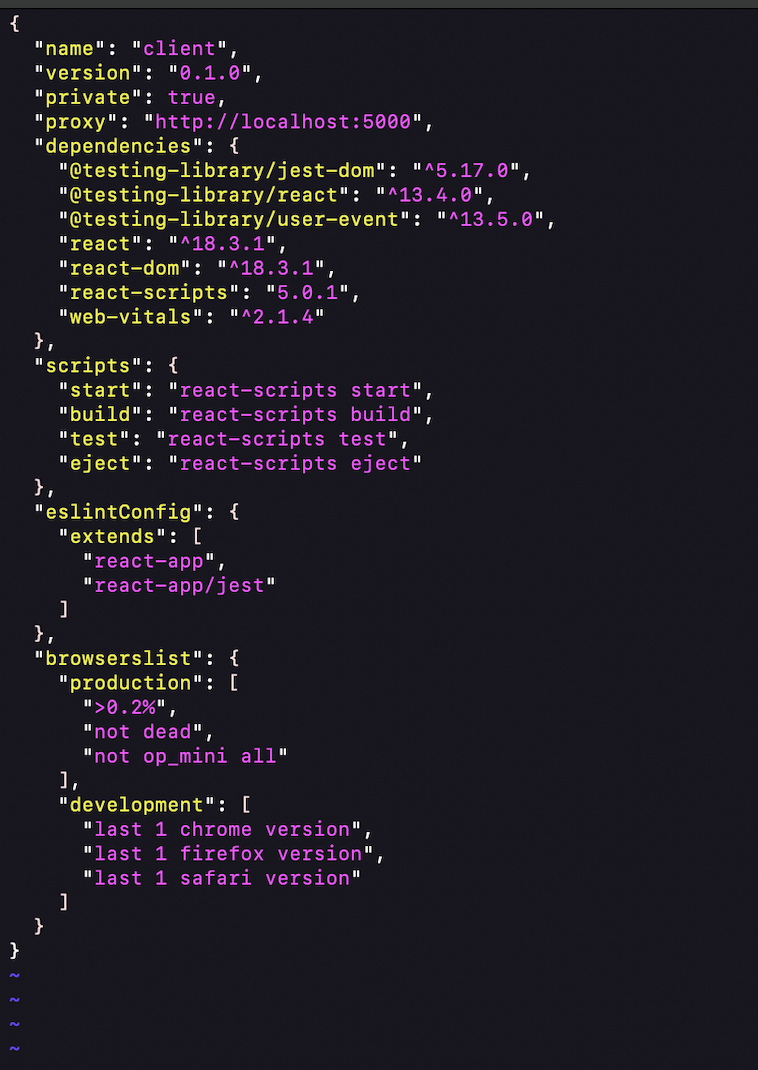 {
  "name": "client",
  "version": "0.1.0",
  "private": true,
  "proxy": "http://localhost:5000",
  "dependencies": {
    "@testing-library/jest-dom": "^5.17.0",
    "@testing-library/react": "^13.4.0",
    "@testing-library/user-event": "^13.5.0",
    "react": "^18.3.1",
    "react-dom": "^18.3.1",
    "react-scripts": "5.0.1",
    "web-vitals": "^2.1.4"
  },
  "scripts": {
    "start": "react-scripts start",
    "build": "react-scripts build",
    "test": "react-scripts test",
    "eject": "react-scripts eject"
  },
  "eslintConfig": {
    "extends": [
      "react-app",
      "react-app/jest"
    ]
  },
  "browserslist": {
    "production": [
      ">0.2%",
      "not dead",
      "not op_mini all"
    ],
    "development": [
      "last 1 chrome version",
      "last 1 firefox version",
      "last 1 safari version"
    ]
  }
}
~
~
~
~